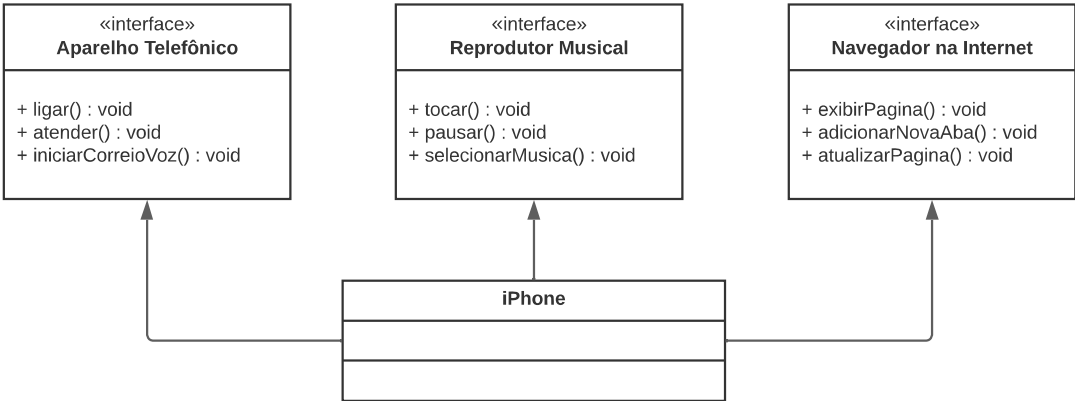 «interface»
Aparelho Telefônico
+ ligar() : void
+ atender() : void
+ iniciarCorreioVoz() : void
«interface»
Reprodutor Musical
+ tocar() : void
+ pausar() : void
+ selecionarMusica() : void
«interface»
Navegador na Internet
+ exibirPagina() : void
+ adicionarNovaAba() : void
+ atualizarPagina() : void
iPhone